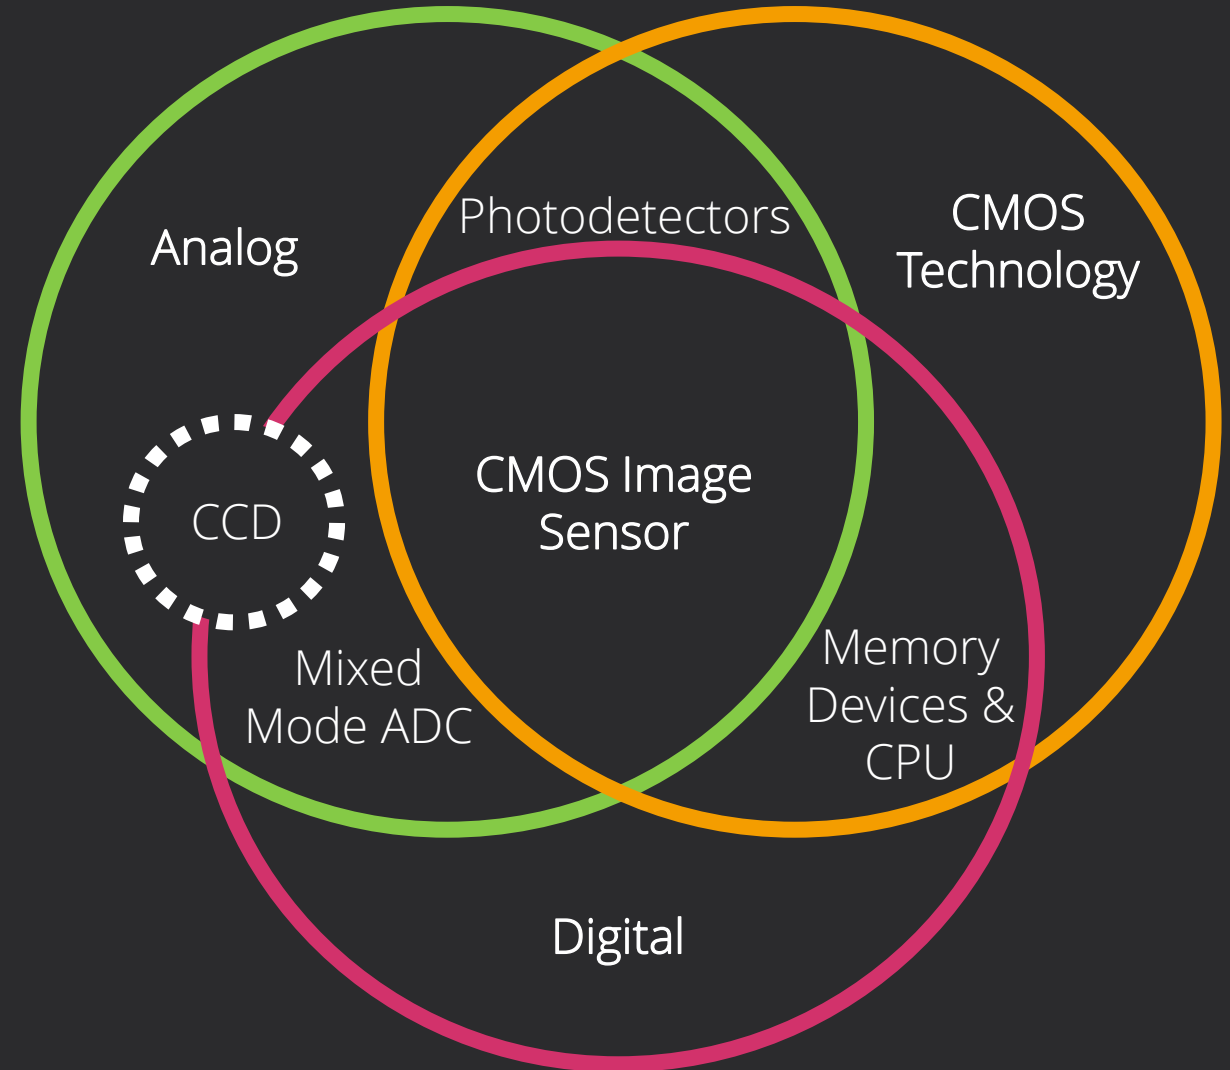 Photodetectors
Analog
CMOS
Technology
CCD
CMOS Image
Sensor
Mixed
Mode ADC
Memory
Devices &
CPU
Digital